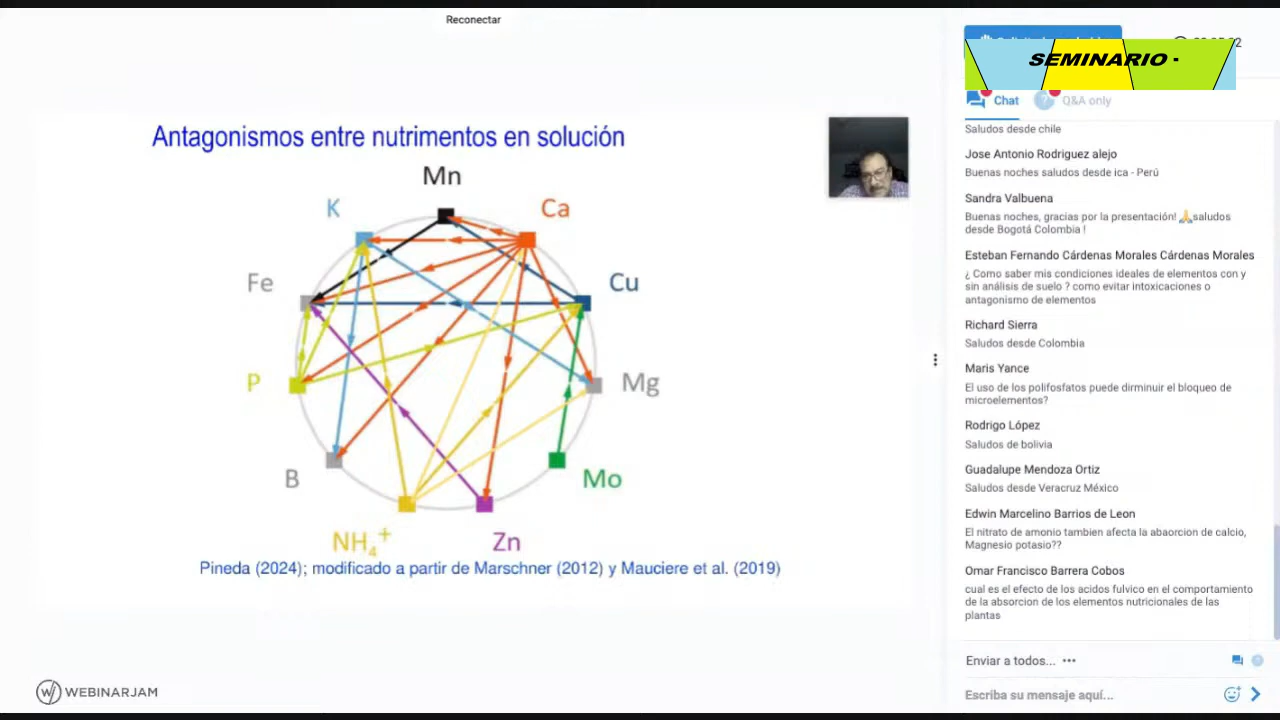 Reconectar
SEMINARIO -
Chat
Q&A only
Antagonismos entre nutrimentos en solución
Mn
K
Ca
Fe
Cu
P
Mg
B
Mo
NH₄⁺
Zn
Pineda (2024); modificado a partir de Marschner (2012) y Mauciere et al. (2019)
WEBINARJAM
Saludos desde chile
Jose Antonio Rodriguez alejo
Buenas noches saludos desde ica - Perú
Sandra Valbuena
Buenas noches, gracias por la presentación! 🙏saludos
desde Bogotá Colombia !
Esteban Fernando Cárdenas Morales Cárdenas Morales
¿ Como saber mis condiciones ideales de elementos con y
sin análisis de suelo ? como evitar intoxicaciones o
antagonismo de elementos
Richard Sierra
Saludos desde Colombia
Maris Yance
El uso de los polifosfatos puede dirminuir el bloqueo de
microelementos?
Rodrigo López
Saludos de bolivia
Guadalupe Mendoza Ortiz
Saludos desde Veracruz México
Edwin Marcelino Barrios de Leon
El nitrato de amonio tambien afecta la abaorcion de calcio,
Magnesio potasio??
Omar Francisco Barrera Cobos
cual es el efecto de los acidos fulvico en el comportamiento
de la absorcion de los elementos nutricionales de las
plantas
Enviar a todos... •••
Escriba su mensaje aquí...